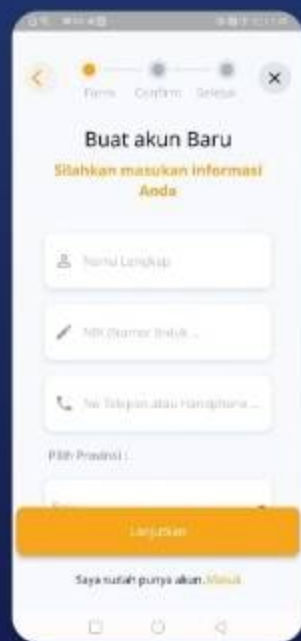 Form Confirm Selesai
Buat akun Baru
Silahkan masukan informasi
Anda
Nama Lengkap
NIK (Nomor Induk ...
No Telepon atau Handphone ...
Pilih Provinsi :
Lanjutkan
Saya sudah punya akun. Masuk